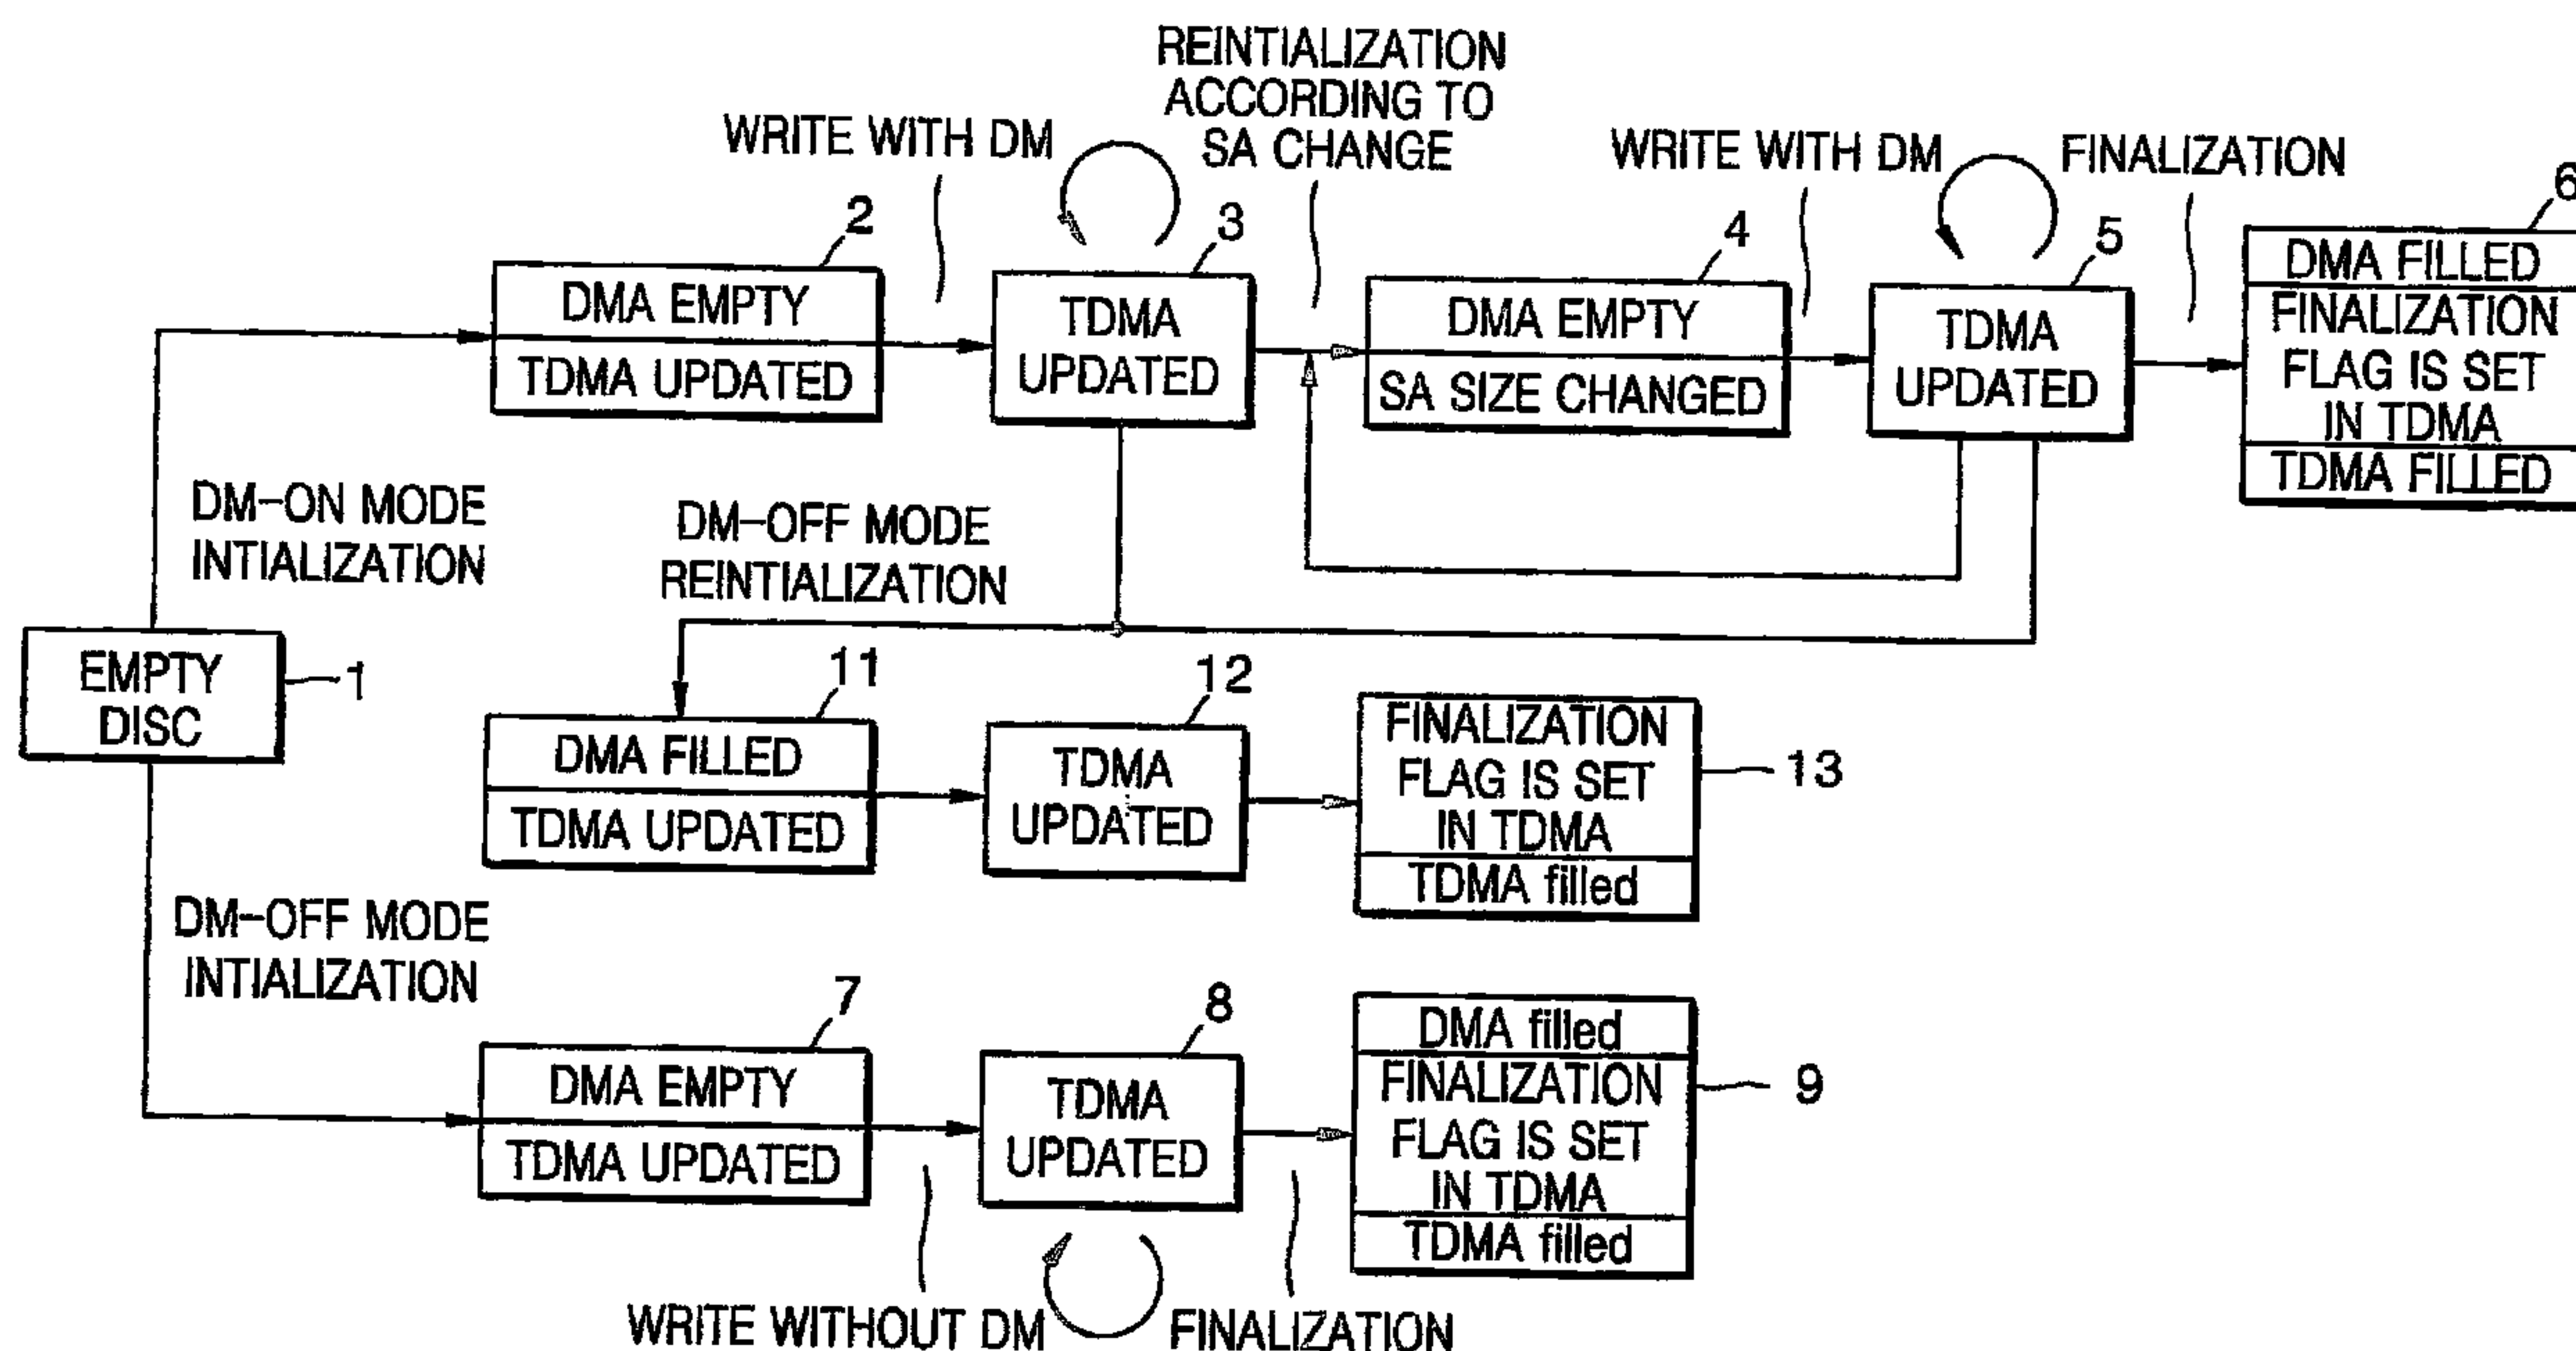 REINTIALIZATION
ACCORDING TO
SA CHANGE
WRITE WITH DM
WRITE WITH DM
FINALIZATION
2
3
4
5
6
DMA EMPTY
TDMA UPDATED
TDMA
UPDATED
DMA EMPTY
SA SIZE CHANGED
TDMA
UPDATED
DMA FILLED
FINALIZATION
FLAG IS SET
IN TDMA
TDMA FILLED
DM-ON MODE
INTIALIZATION
DM-OFF MODE
REINTIALIZATION
EMPTY
DISC
1
11
12
13
DMA FILLED
TDMA UPDATED
TDMA
UPDATED
FINALIZATION
FLAG IS SET
IN TDMA
TDMA filled
DM-OFF MODE
INTIALIZATION
7
8
9
DMA EMPTY
TDMA UPDATED
TDMA
UPDATED
DMA filled
FINALIZATION
FLAG IS SET
IN TDMA
TDMA filled
WRITE WITHOUT DM
FINALIZATION